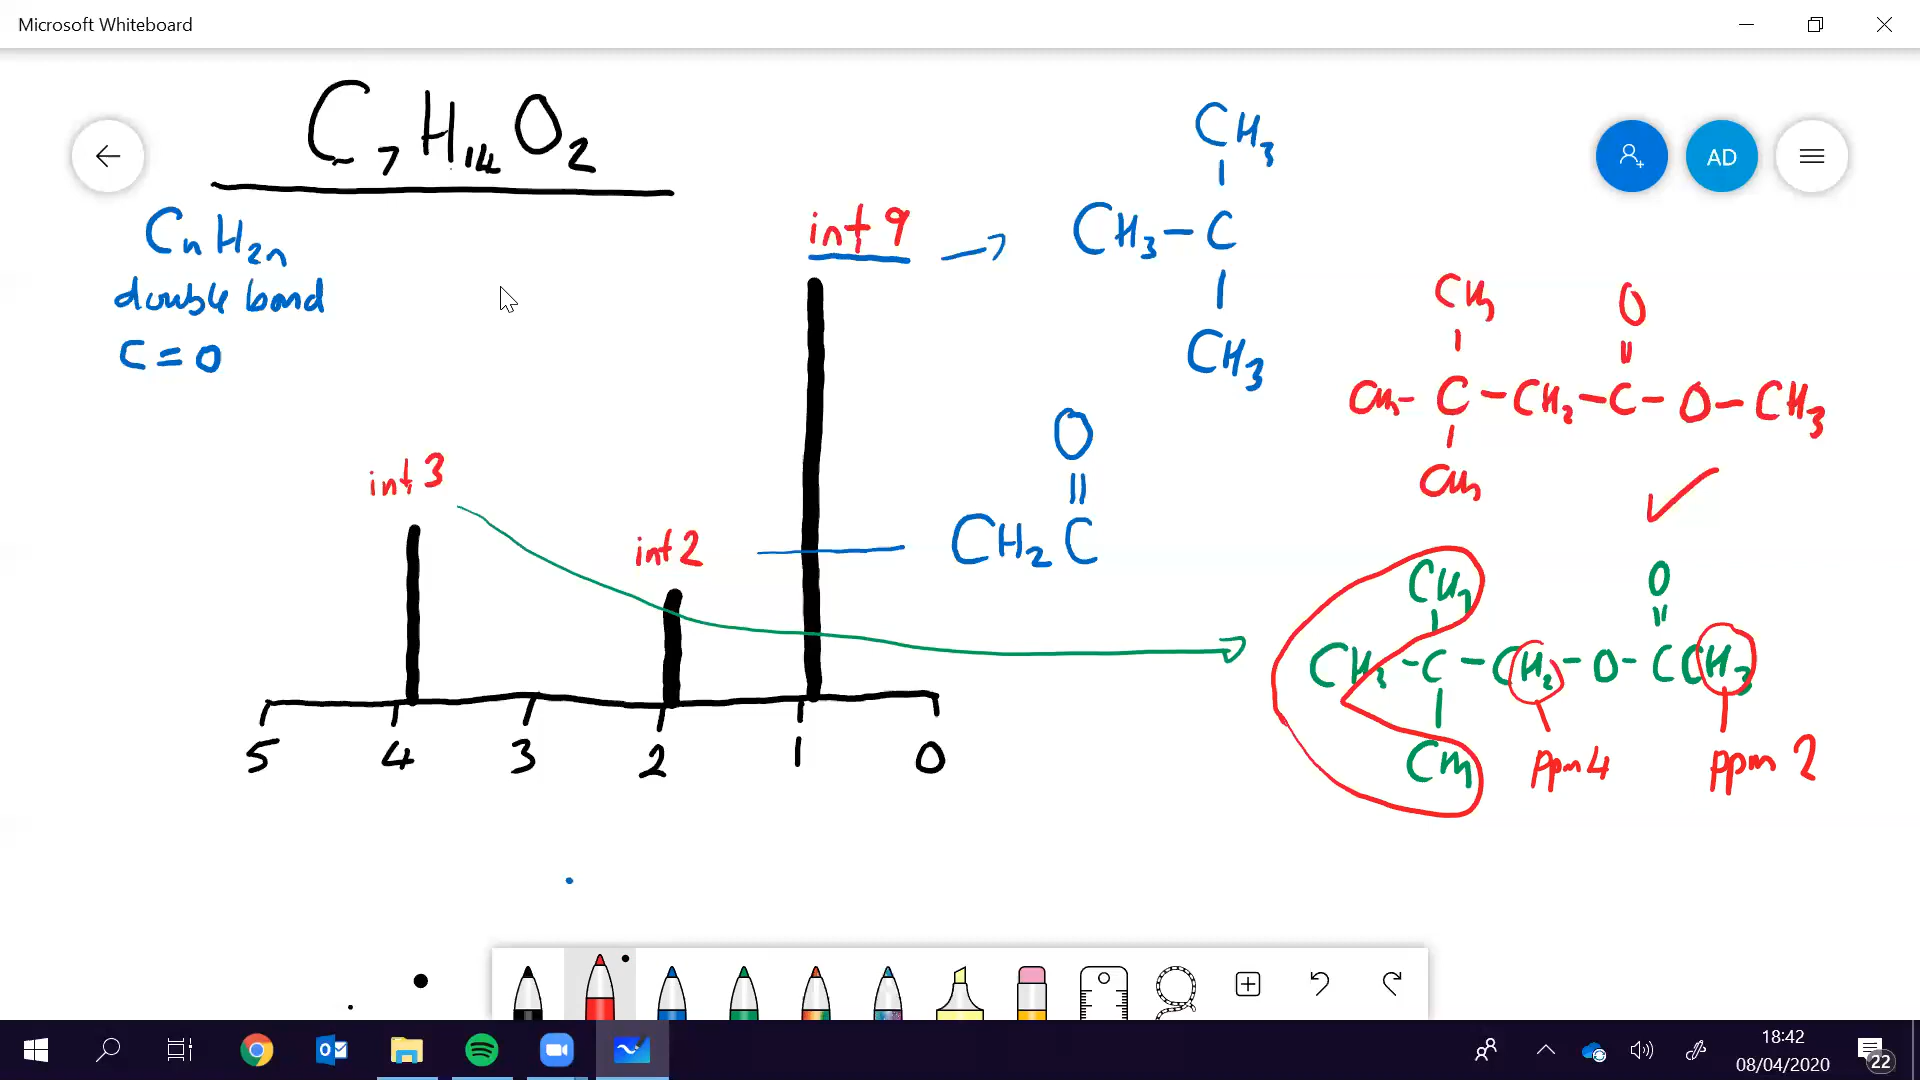 Microsoft Whiteboard
C7H14O2
CnH2n
double bond
C=O
int 9
CH3
CH3-C
CH3
int 3
int 2
O
CH2 C
CH3 O
CH3- C -CH2-C-O-CH3
CH3
CH3 O
CH3-C-CH2-O-CCH3
CH3
ppm 4
ppm 2
5 4 3 2 1 0
AD
18:42
08/04/2020
22